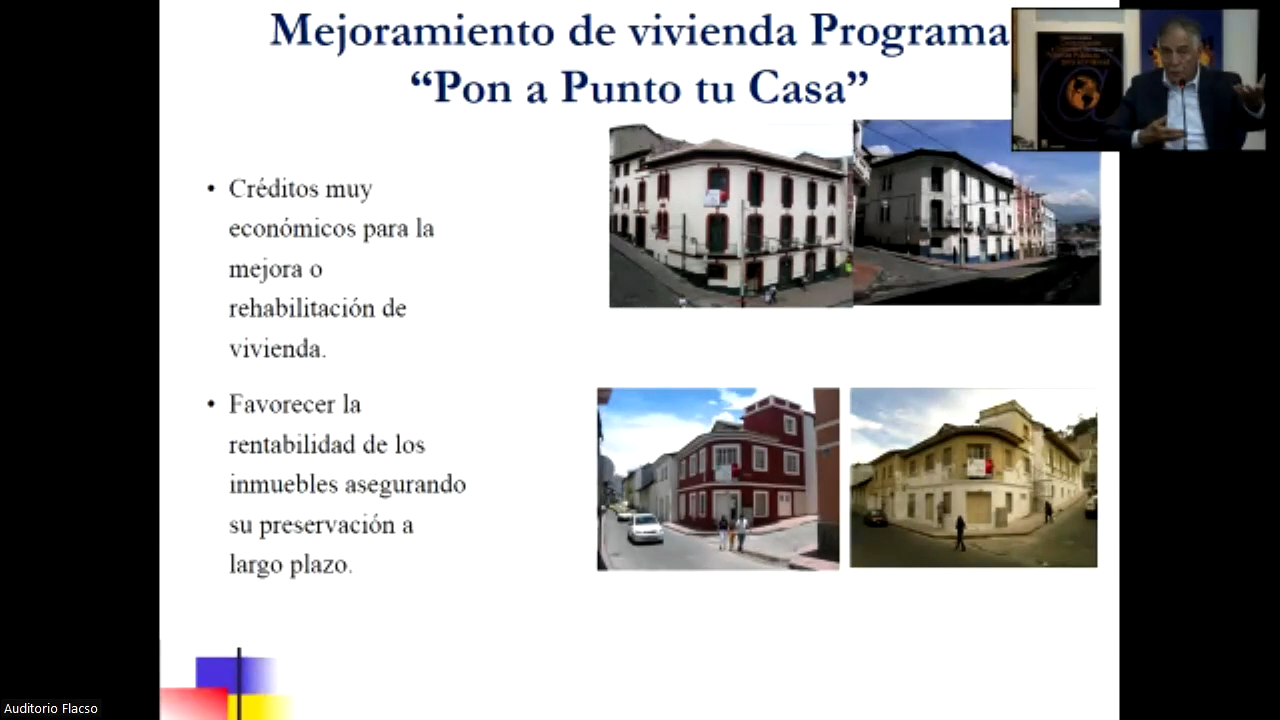 Mejoramiento de vivienda Programa
“Pon a Punto tu Casa”
• Créditos muy
económicos para la
mejora o
rehabilitación de
vivienda.
• Favorecer la
rentabilidad de los
inmuebles asegurando
su preservación a
largo plazo.
Auditorio Flacso